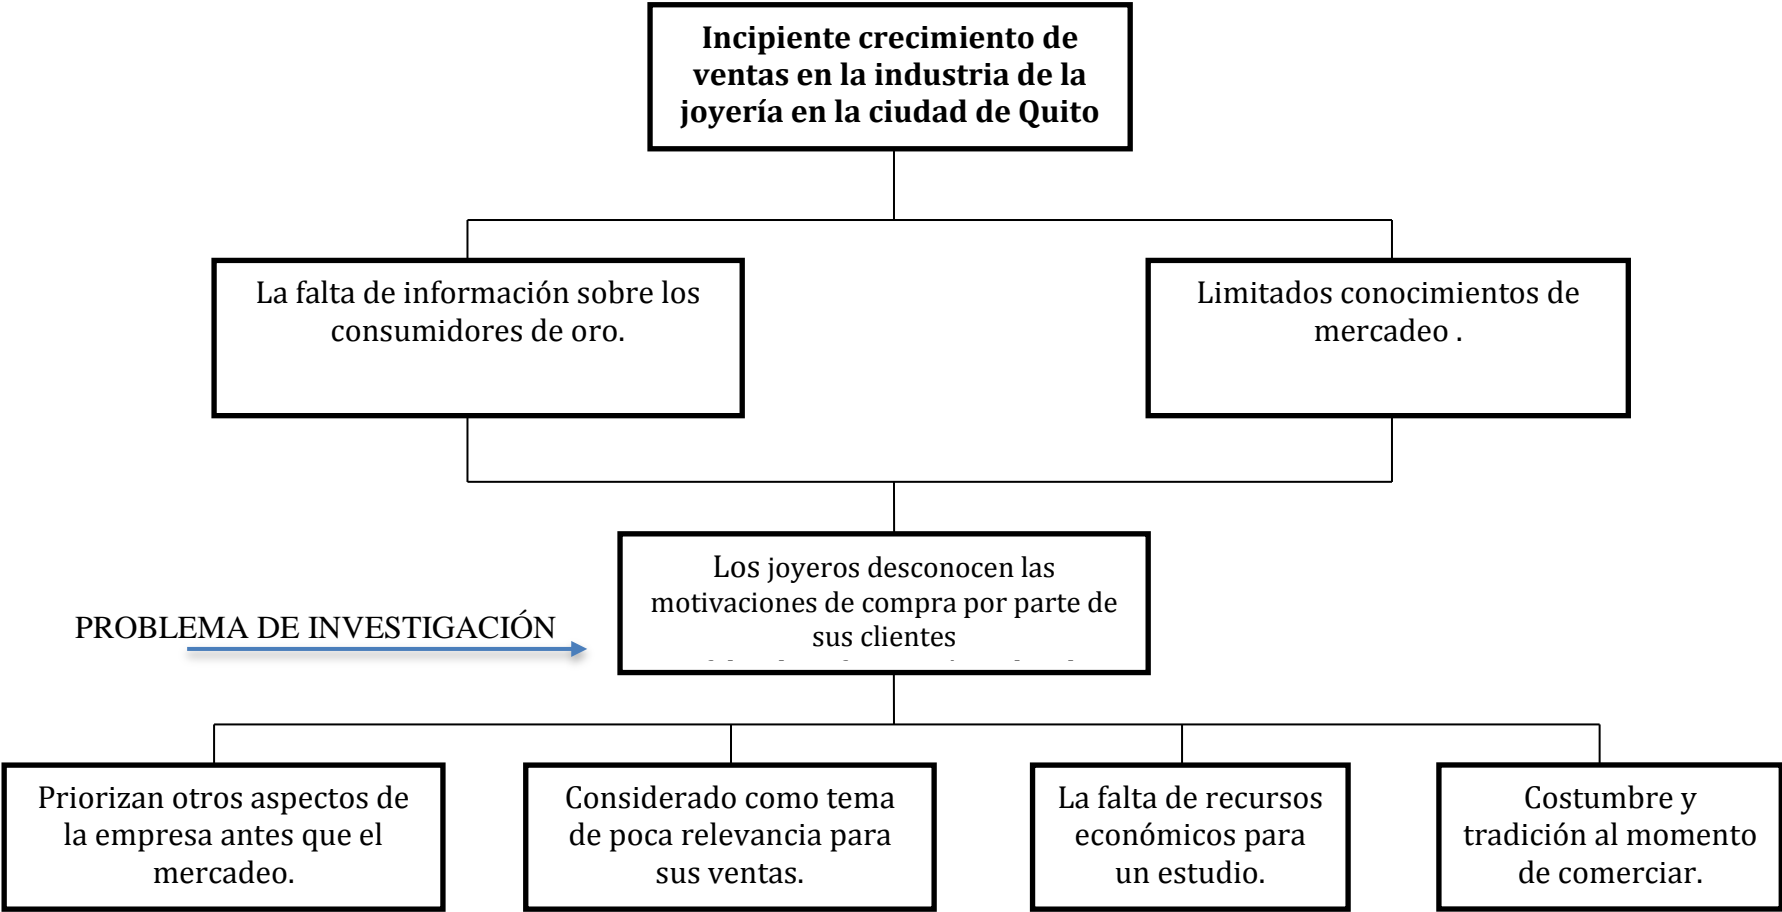 Incipiente crecimiento de
ventas en la industria de la
joyería en la ciudad de Quito
La falta de información sobre los
consumidores de oro.
Limitados conocimientos de
mercadeo .
Los joyeros desconocen las
motivaciones de compra por parte de
sus clientes
PROBLEMA DE INVESTIGACIÓN
Priorizan otros aspectos de
la empresa antes que el
mercadeo.
Considerado como tema
de poca relevancia para
sus ventas.
La falta de recursos
económicos para
un estudio.
Costumbre y
tradición al momento
de comerciar.